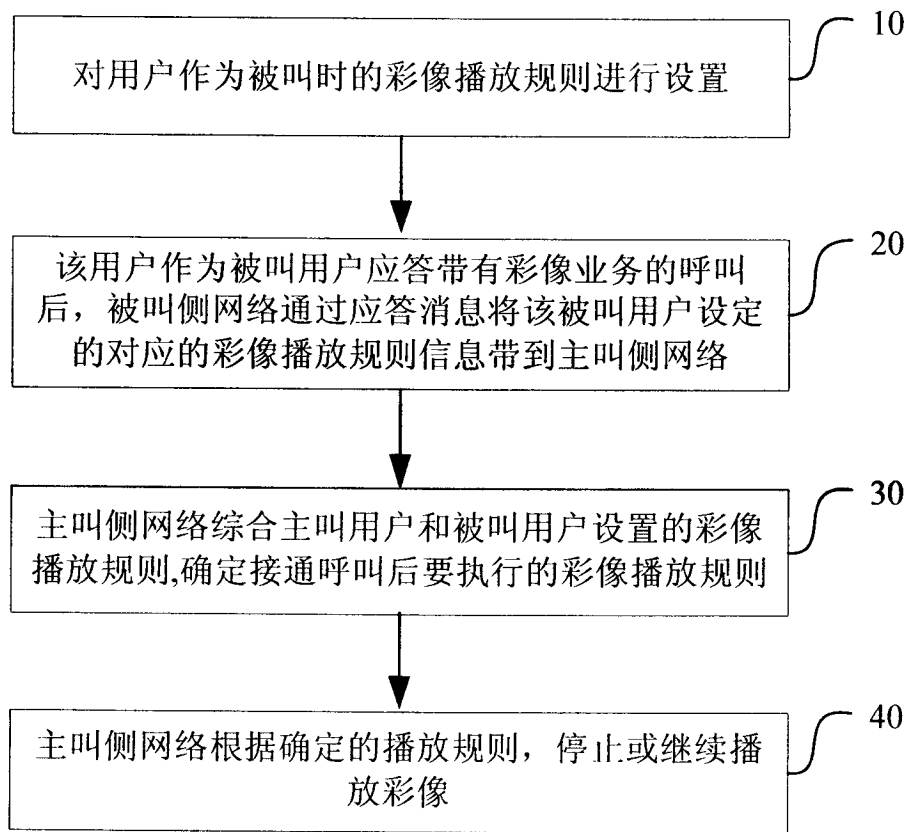 10
对用户作为被叫时的彩像播放规则进行设置
20
该用户作为被叫用户应答带有彩像业务的呼叫
后，被叫侧网络通过应答消息将该被叫用户设定
的对应的彩像播放规则信息带到主叫侧网络
30
主叫侧网络综合主叫用户和被叫用户设置的彩像
播放规则,确定接通呼叫后要执行的彩像播放规则
40
主叫侧网络根据确定的播放规则，停止或继续播
放彩像